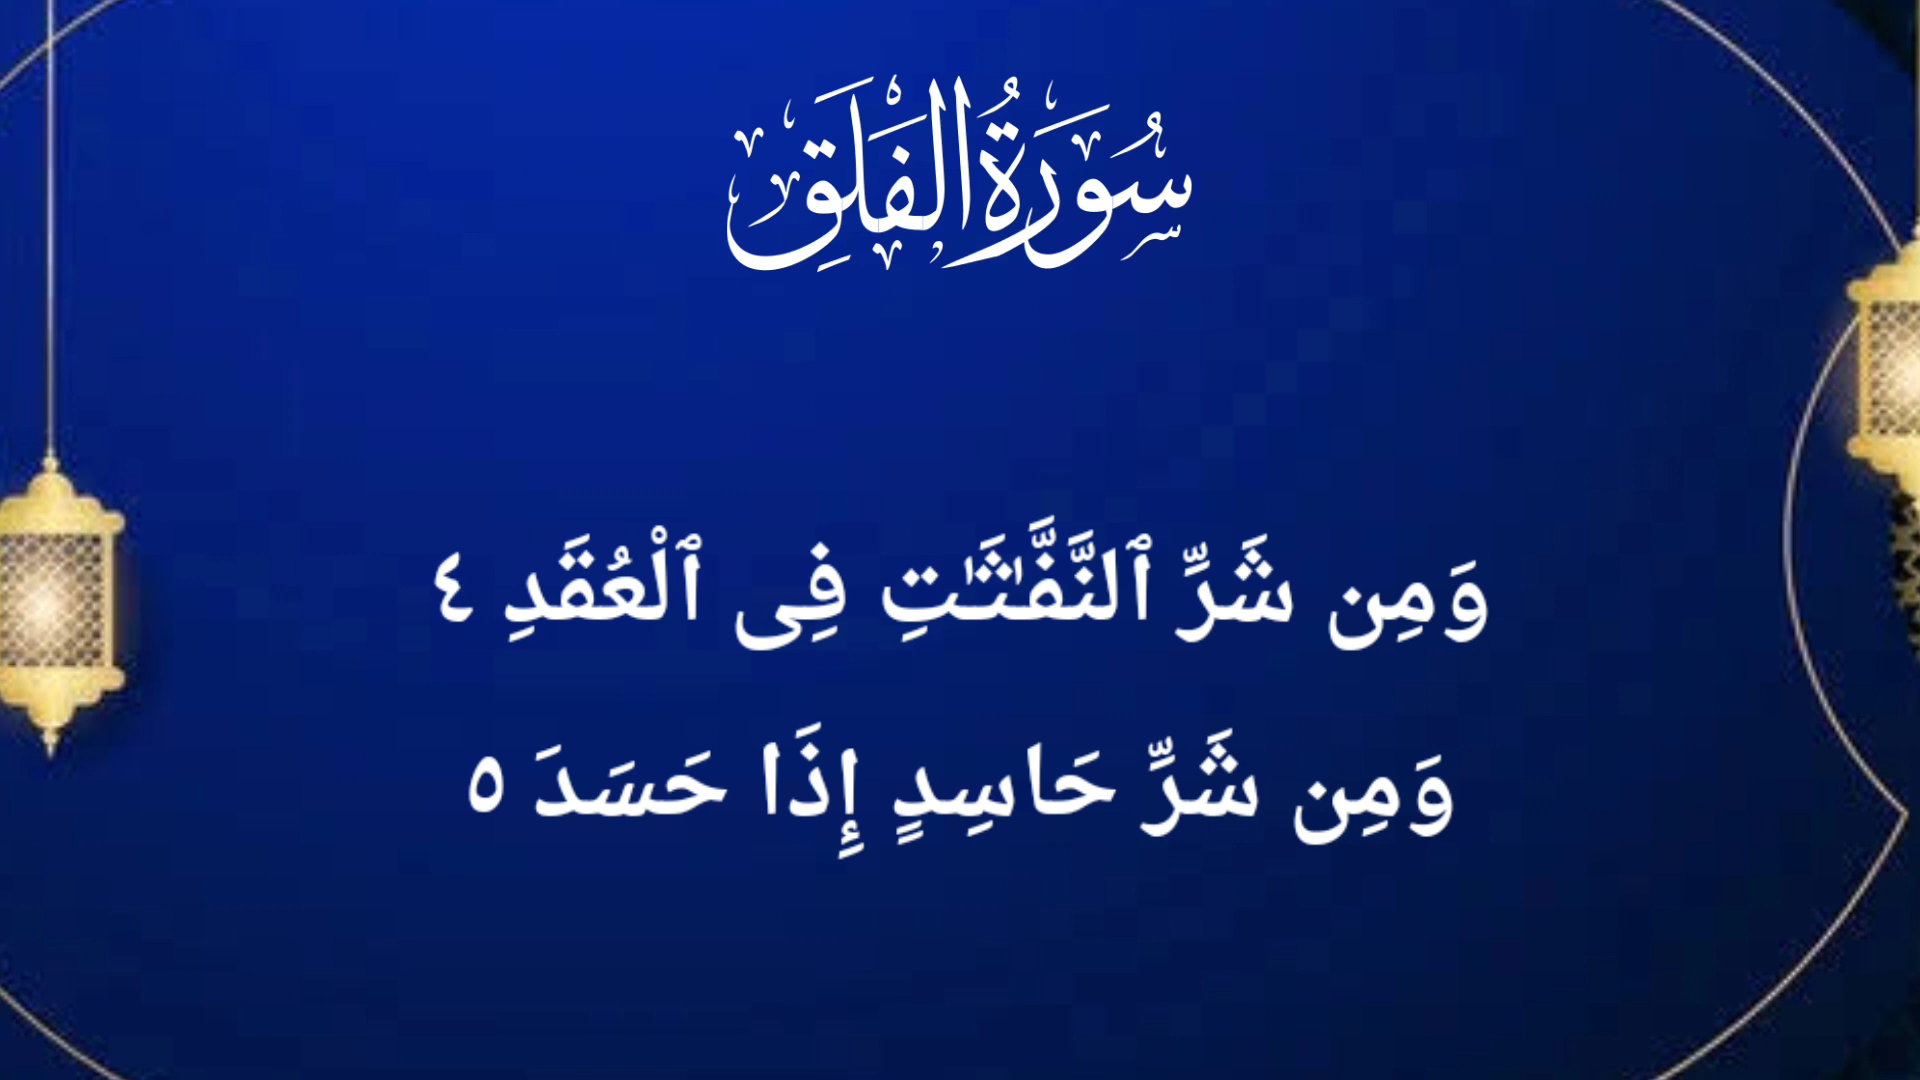 سُورَةُ الْفَلَقِ
وَمِن شَرِّ ٱلنَّفَّـٰثَـٰتِ فِى ٱلْعُقَدِ ٤
وَمِن شَرِّ حَاسِدٍ إِذَا حَسَدَ ٥